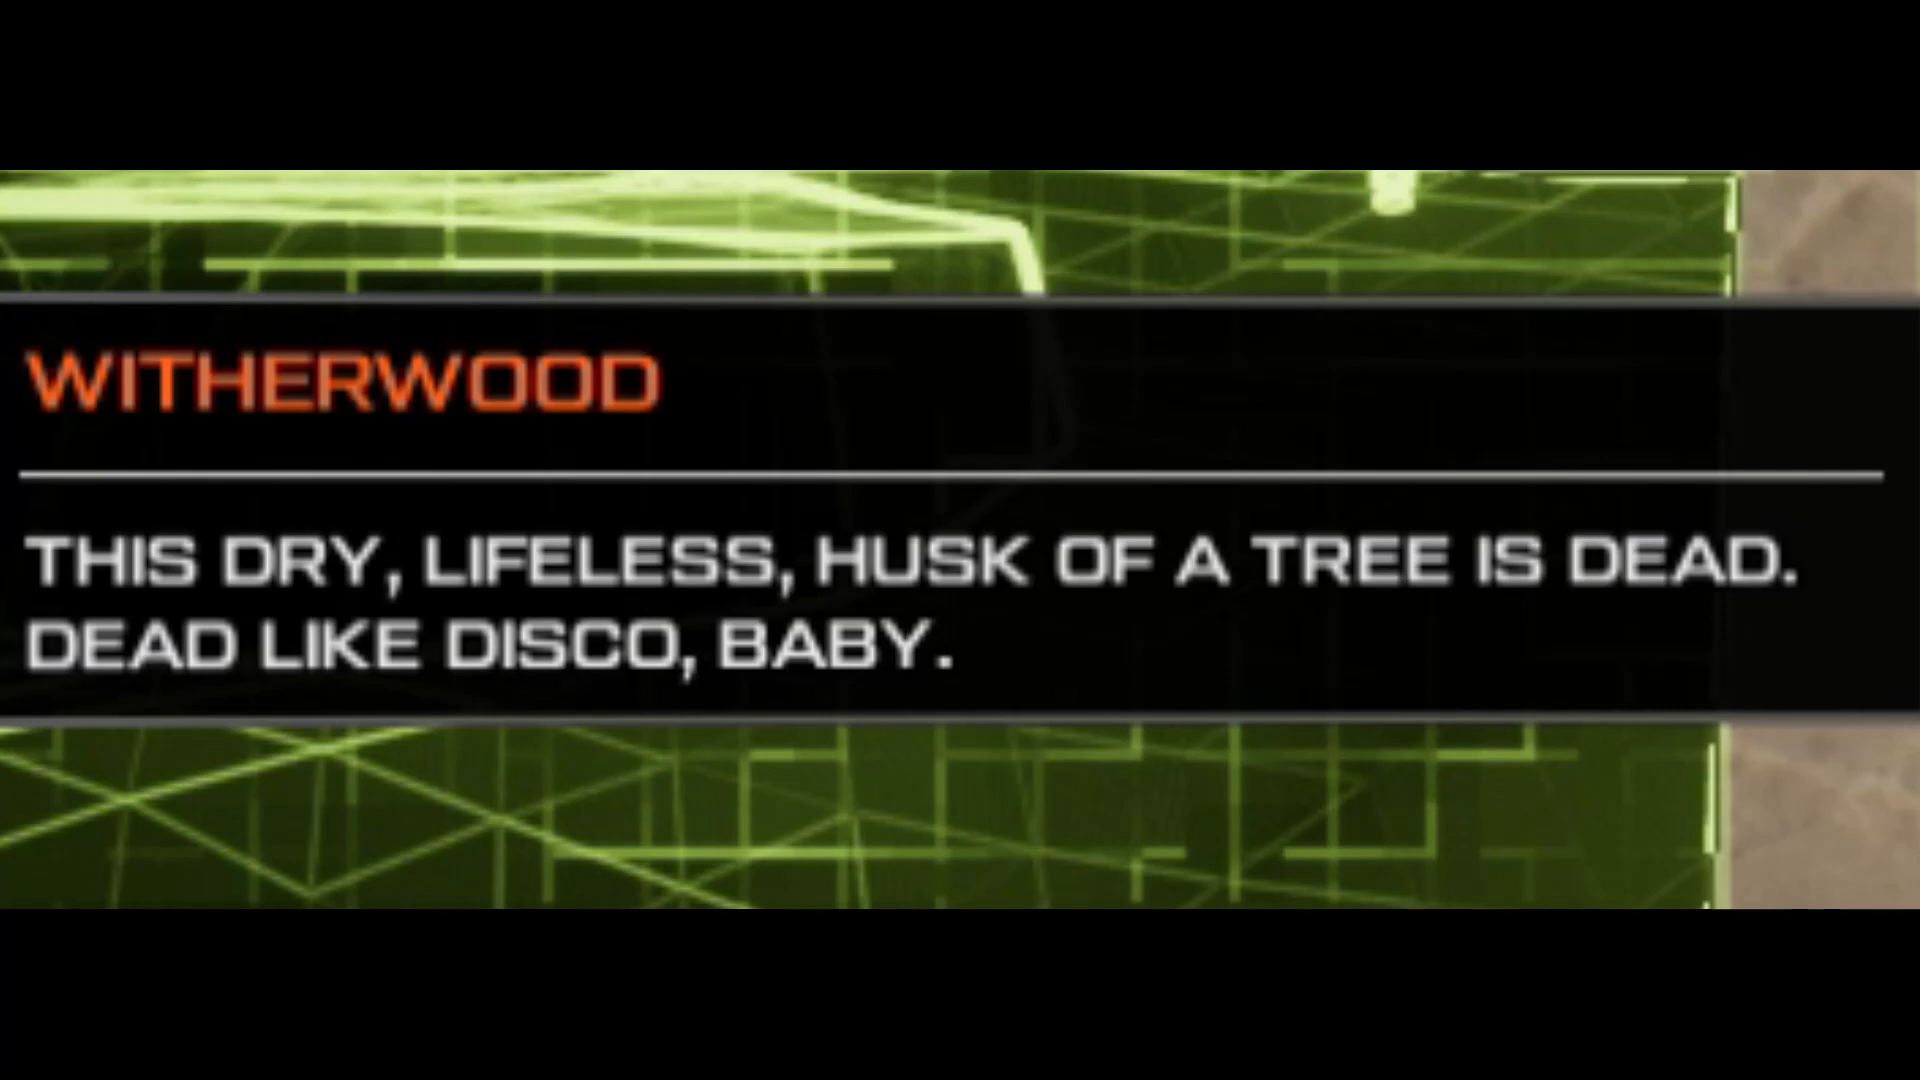 WITHERWOOD
THIS DRY, LIFELESS, HUSK OF A TREE IS DEAD.
DEAD LIKE DISCO, BABY.